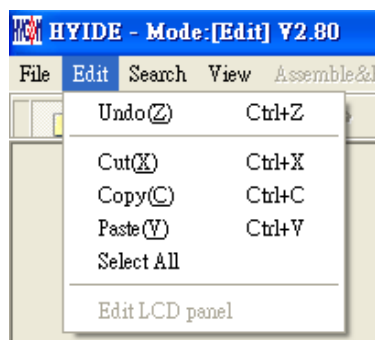 HYIDE - Mode:[Edit] V2.80
File Edit Search View Assemble&
Undo(Z) Ctrl+Z
Cut(X) Ctrl+X
Copy(C) Ctrl+C
Paste(V) Ctrl+V
Select All
Edit LCD panel